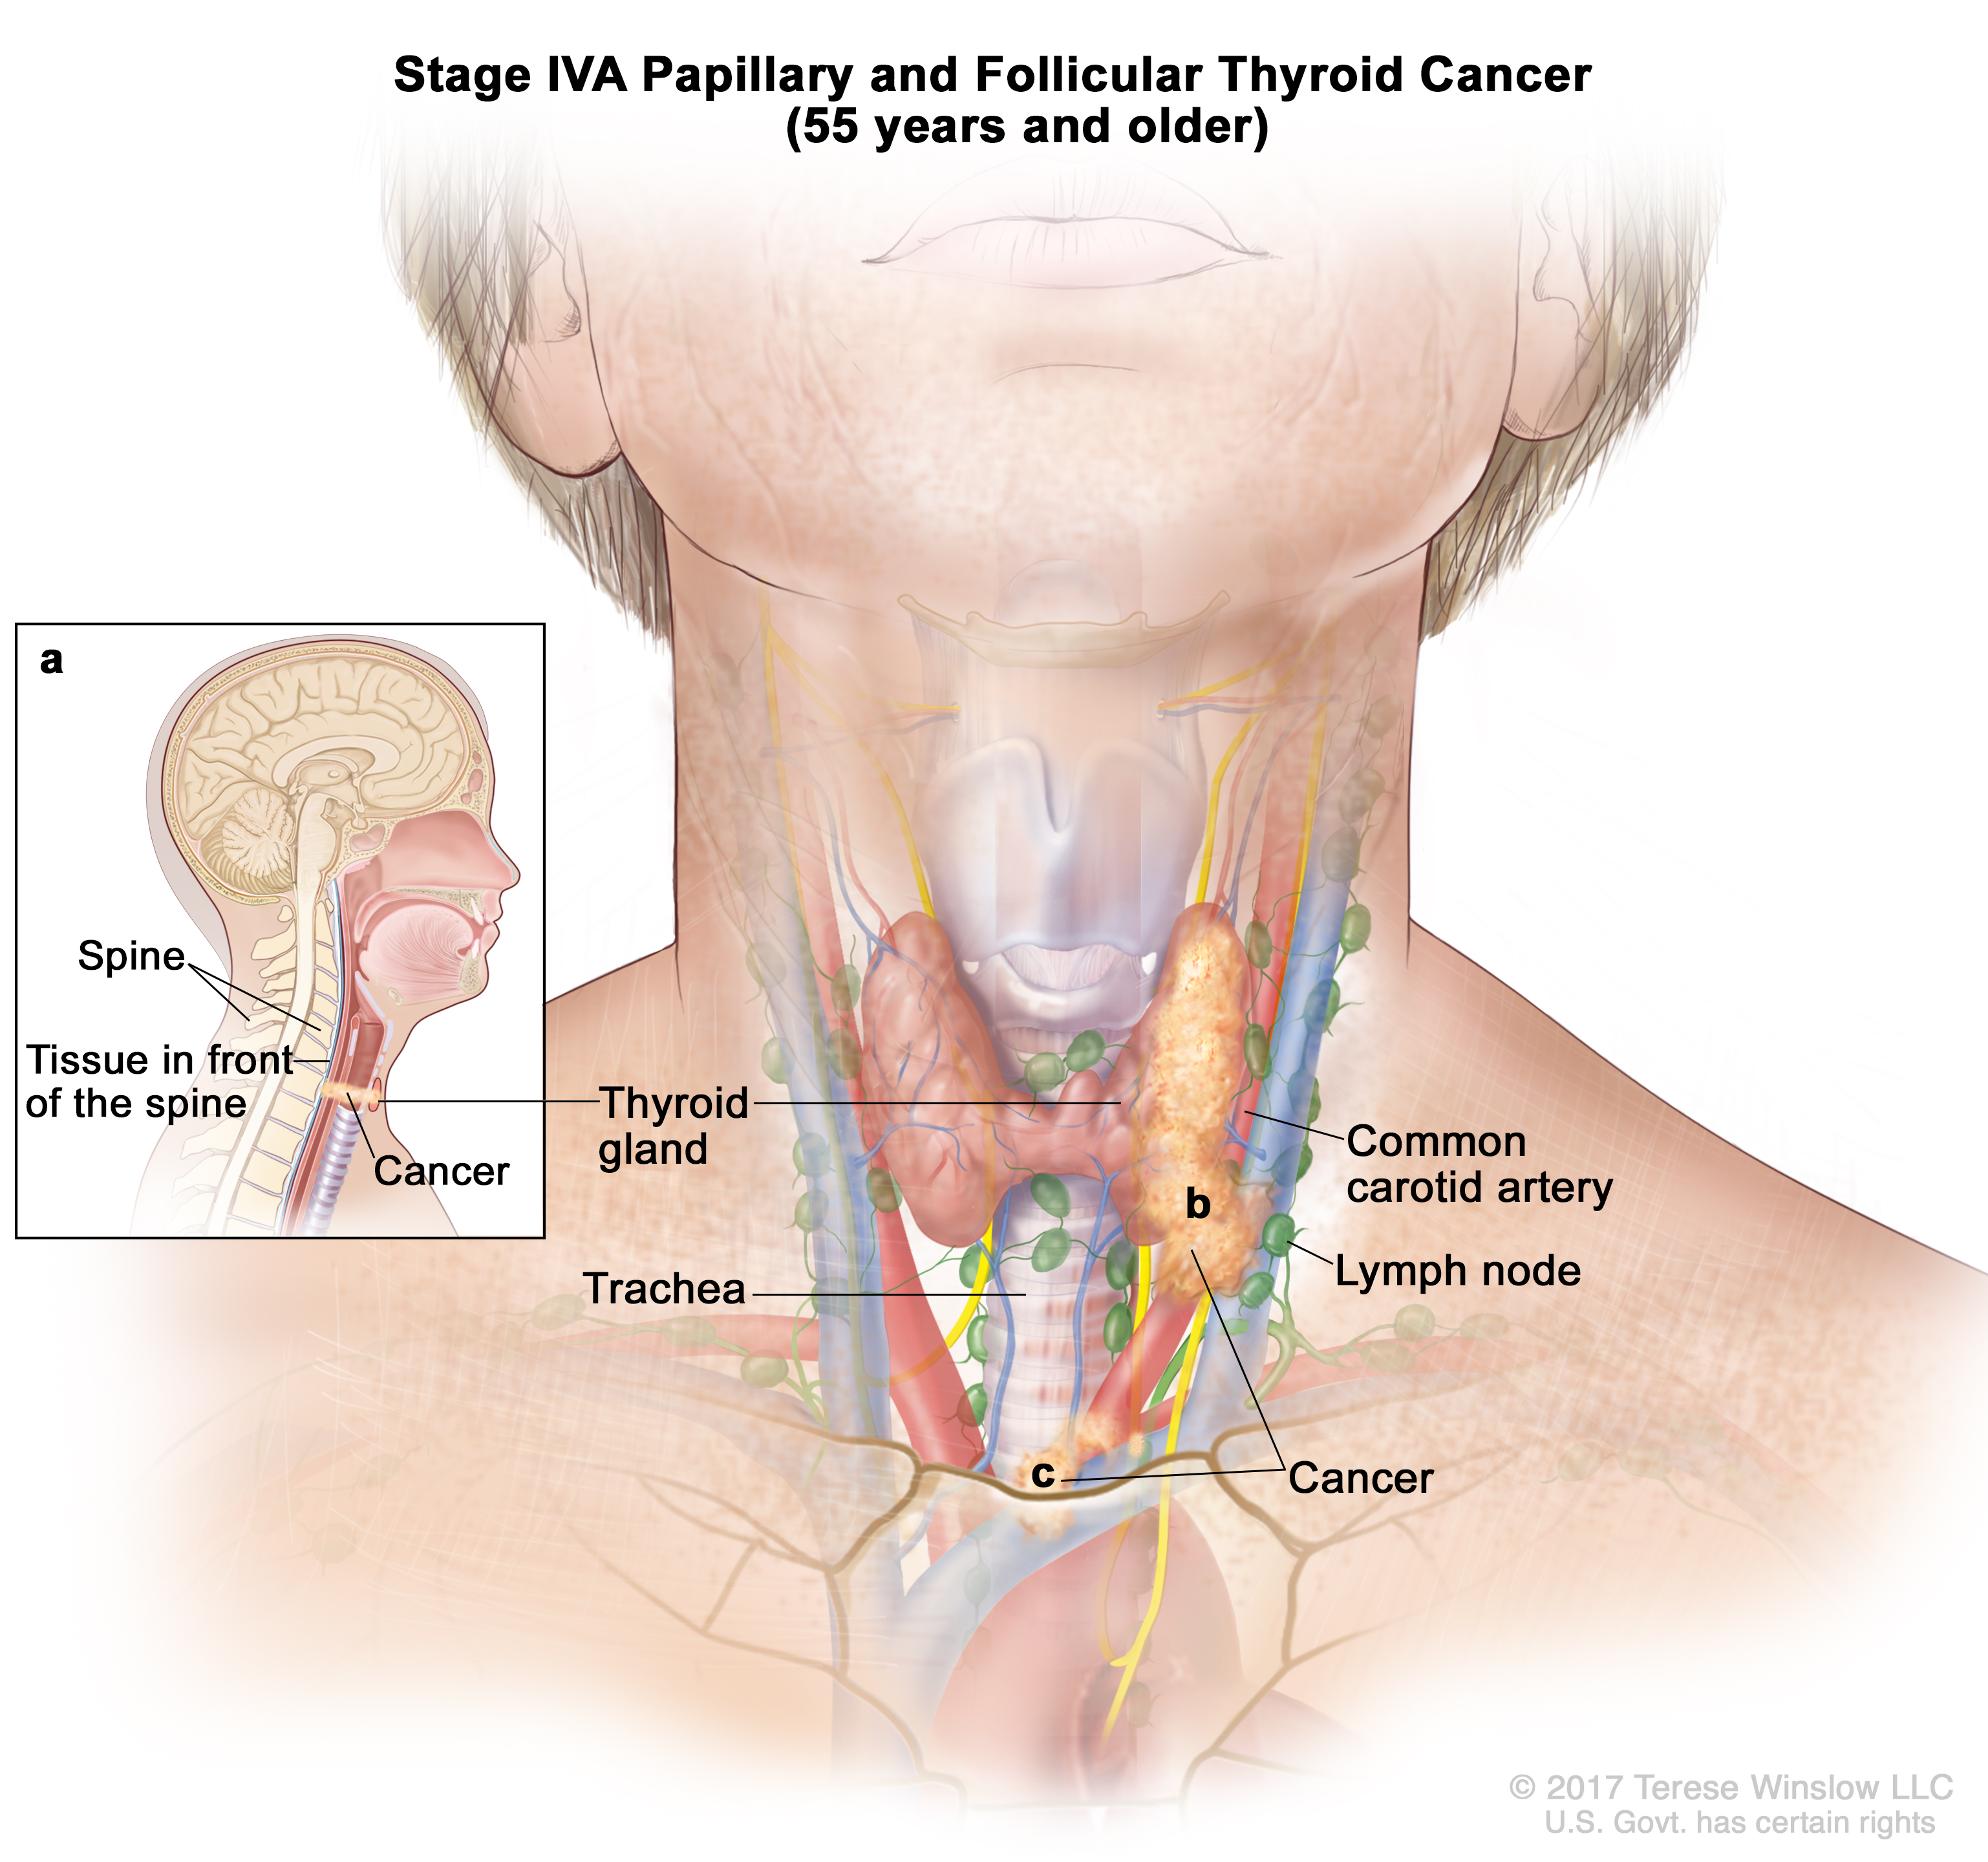 Stage IVA Papillary and Follicular Thyroid Cancer
(55 years and older)
a
Spine
Tissue in front
of the spine
Cancer
Thyroid
gland
Trachea
Common
carotid artery
b
Lymph node
c
Cancer
© 2017 Terese Winslow LLC
U.S. Govt. has certain rights